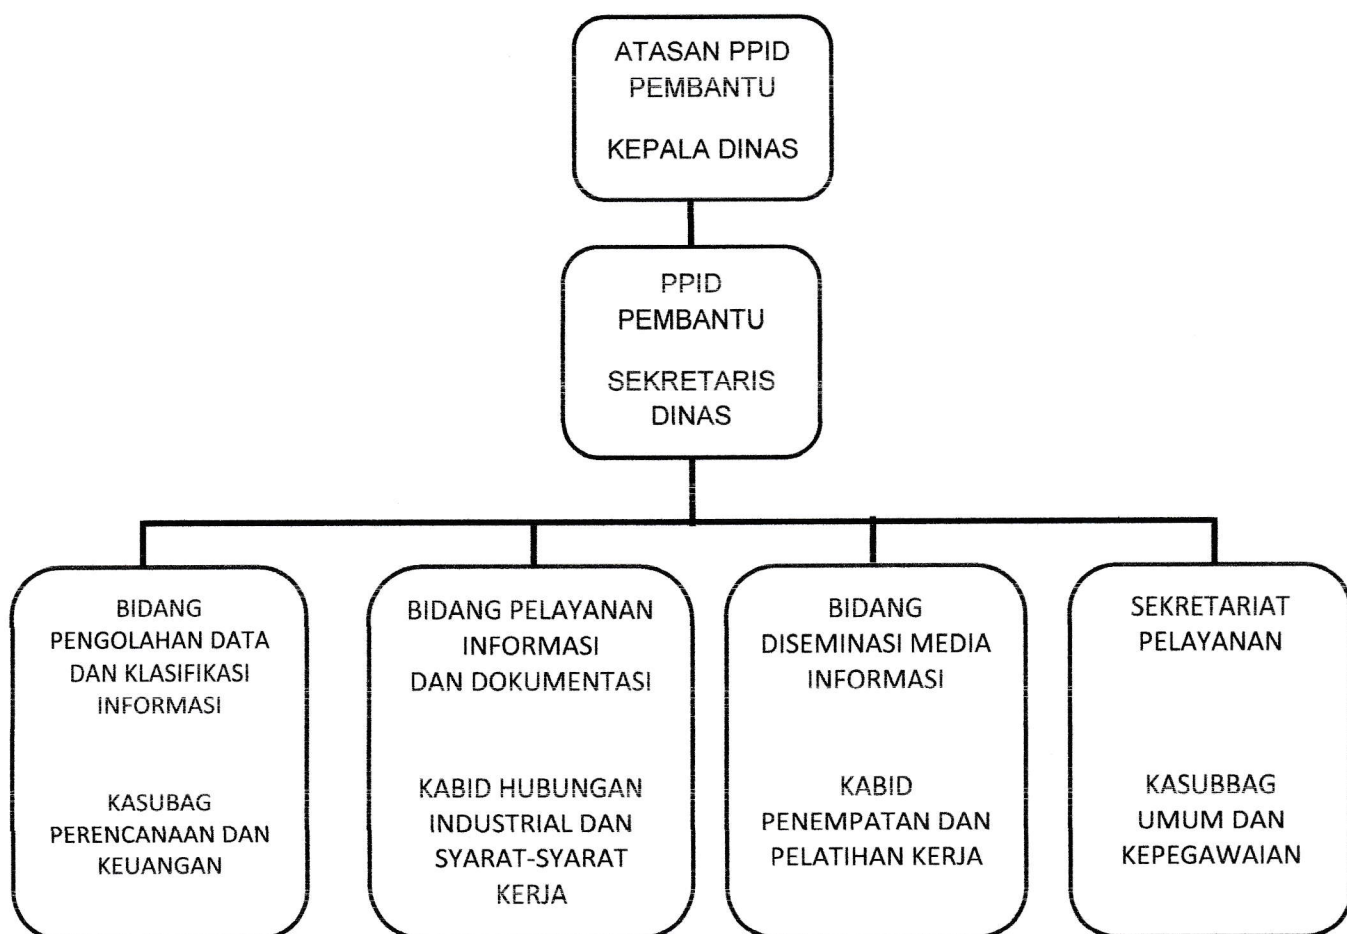 ATASAN PPID
PEMBANTU
KEPALA DINAS
PPID
PEMBANTU
SEKRETARIS
DINAS
BIDANG
PENGOLAHAN DATA
DAN KLASIFIKASI
INFORMASI
KASUBAG
PERENCANAAN DAN
KEUANGAN
BIDANG PELAYANAN
INFORMASI
DAN DOKUMENTASI
KABID HUBUNGAN
INDUSTRIAL DAN
SYARAT-SYARAT
KERJA
BIDANG
DISEMINASI MEDIA
INFORMASI
KABID
PENEMPATAN DAN
PELATIHAN KERJA
SEKRETARIAT
PELAYANAN
KASUBBAG
UMUM DAN
KEPEGAWAIAN